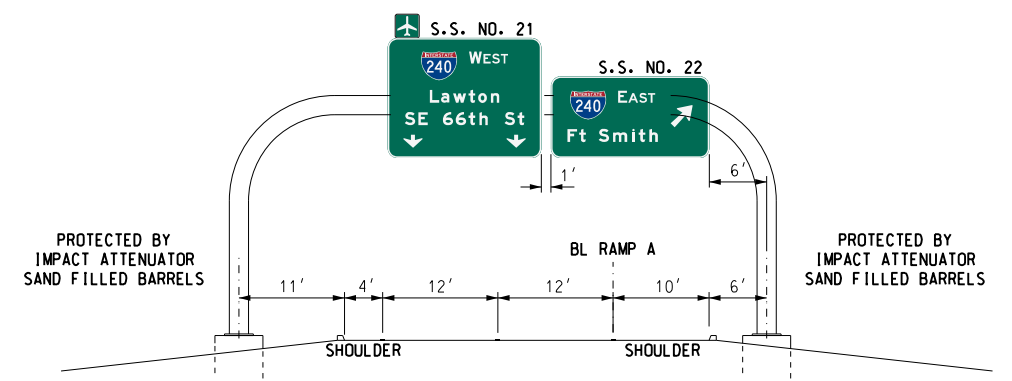 S.S. NO. 21
INTERSTATE
240
WEST
Lawton
SE 66th St
S.S. NO. 22
INTERSTATE
240
EAST
Ft Smith
1'
6'
PROTECTED BY
IMPACT ATTENUATOR
SAND FILLED BARRELS
BL RAMP A
PROTECTED BY
IMPACT ATTENUATOR
SAND FILLED BARRELS
11'
4'
12'
12'
10'
6'
SHOULDER
SHOULDER